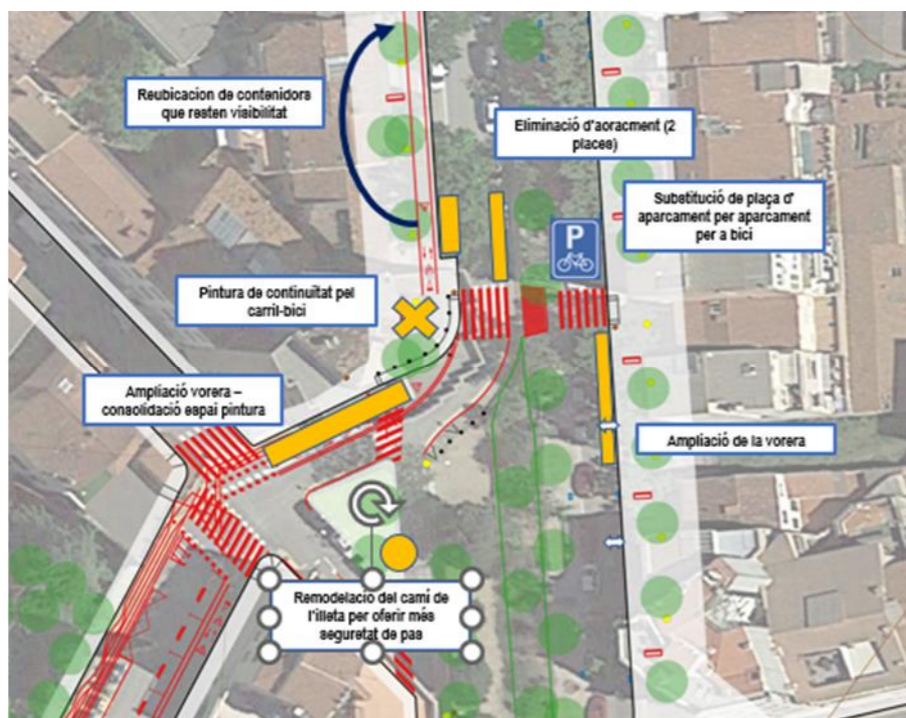 Reubicacion de contenidors
que resten visibilitat
Eliminació d'aoracment (2
places)
Substitució de plaça d'
aparcament per aparcament
per a bici
P
Pintura de continuïtat pel
carril-bici
Ampliació vorera –
consolidació espai pintura
Ampliació de la vorera
Remodelació del camí de
l'illeta per oferir més
seguretat de pas